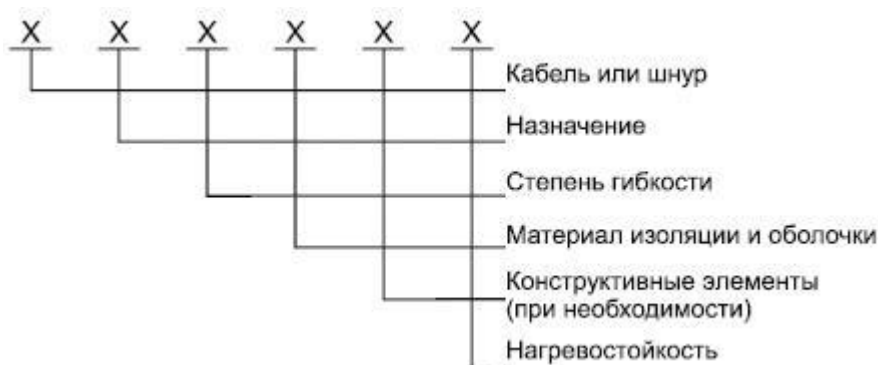 X X X X X X
Кабель или шнур
Назначение
Степень гибкости
Материал изоляции и оболочки
Конструктивные элементы
(при необходимости)
Нагревостойкость